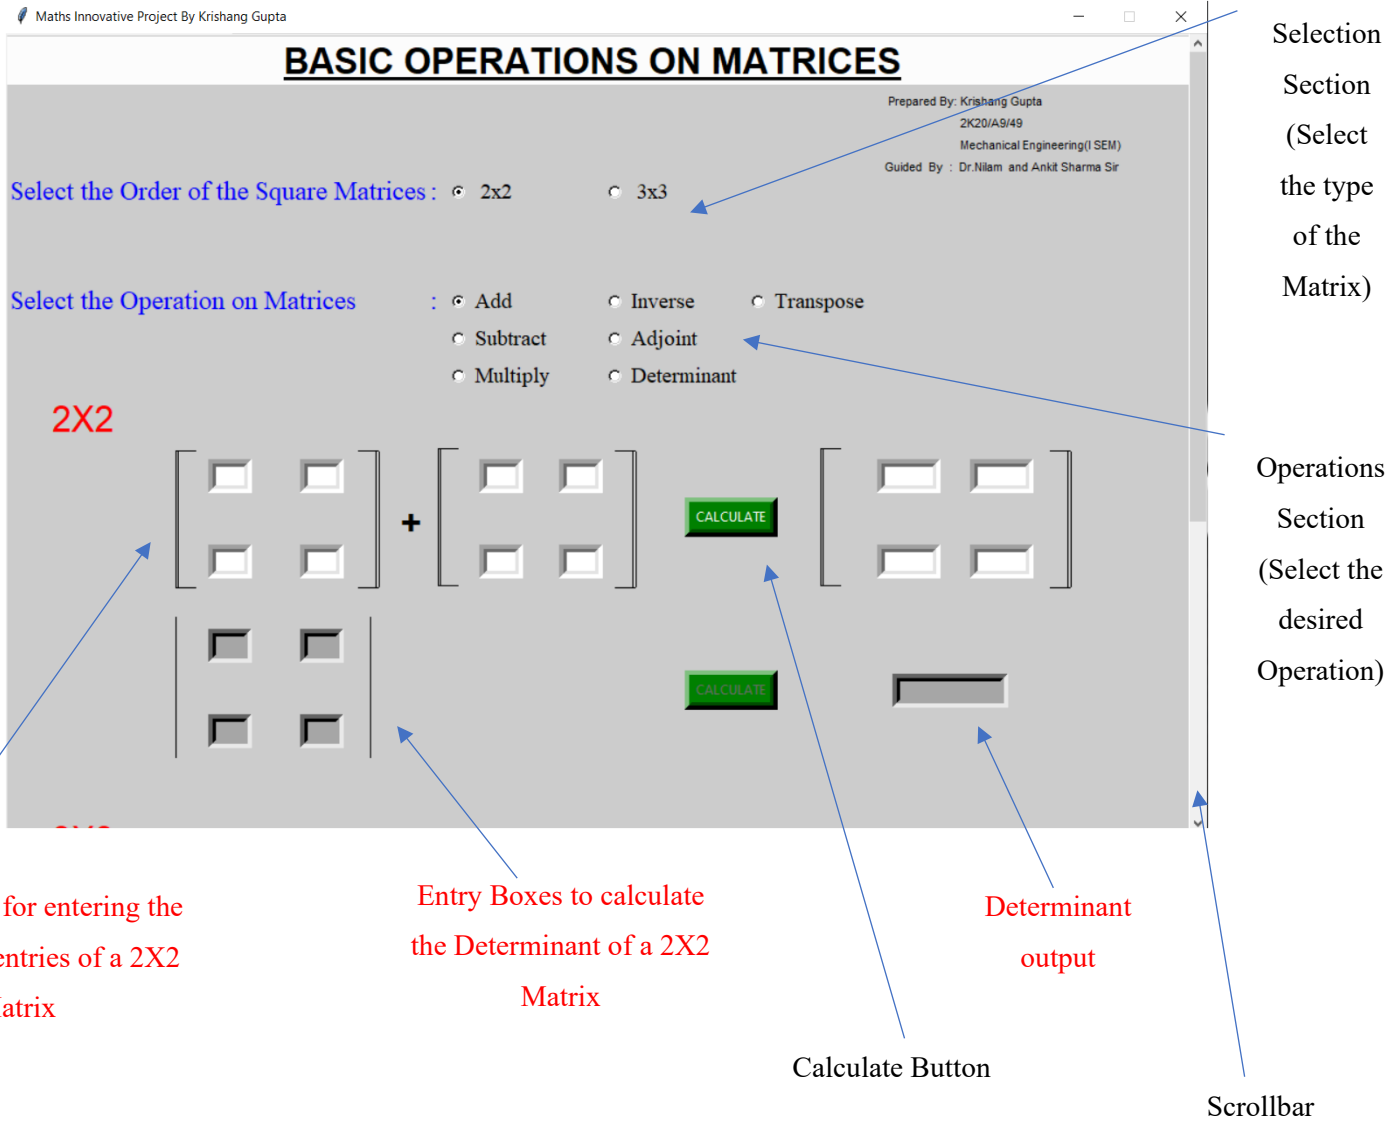 Maths Innovative Project By Krishang Gupta
BASIC OPERATIONS ON MATRICES
Prepared By: Krishang Gupta
2K20/A9/49
Mechanical Engineering(I SEM)
Guided By : Dr.Nilam and Ankit Sharma Sir
Select the Order of the Square Matrices : 2x2 3x3
Select the Operation on Matrices : Add Inverse Transpose
Subtract Adjoint
Multiply Determinant
2X2
+
CALCULATE
CALCULATE
Selection
Section
(Select
the type
of the
Matrix)
Operations
Section
(Select the
desired
Operation)
for entering the
entries of a 2X2
Matrix
Entry Boxes to calculate
the Determinant of a 2X2
Matrix
Determinant
output
Calculate Button
Scrollbar